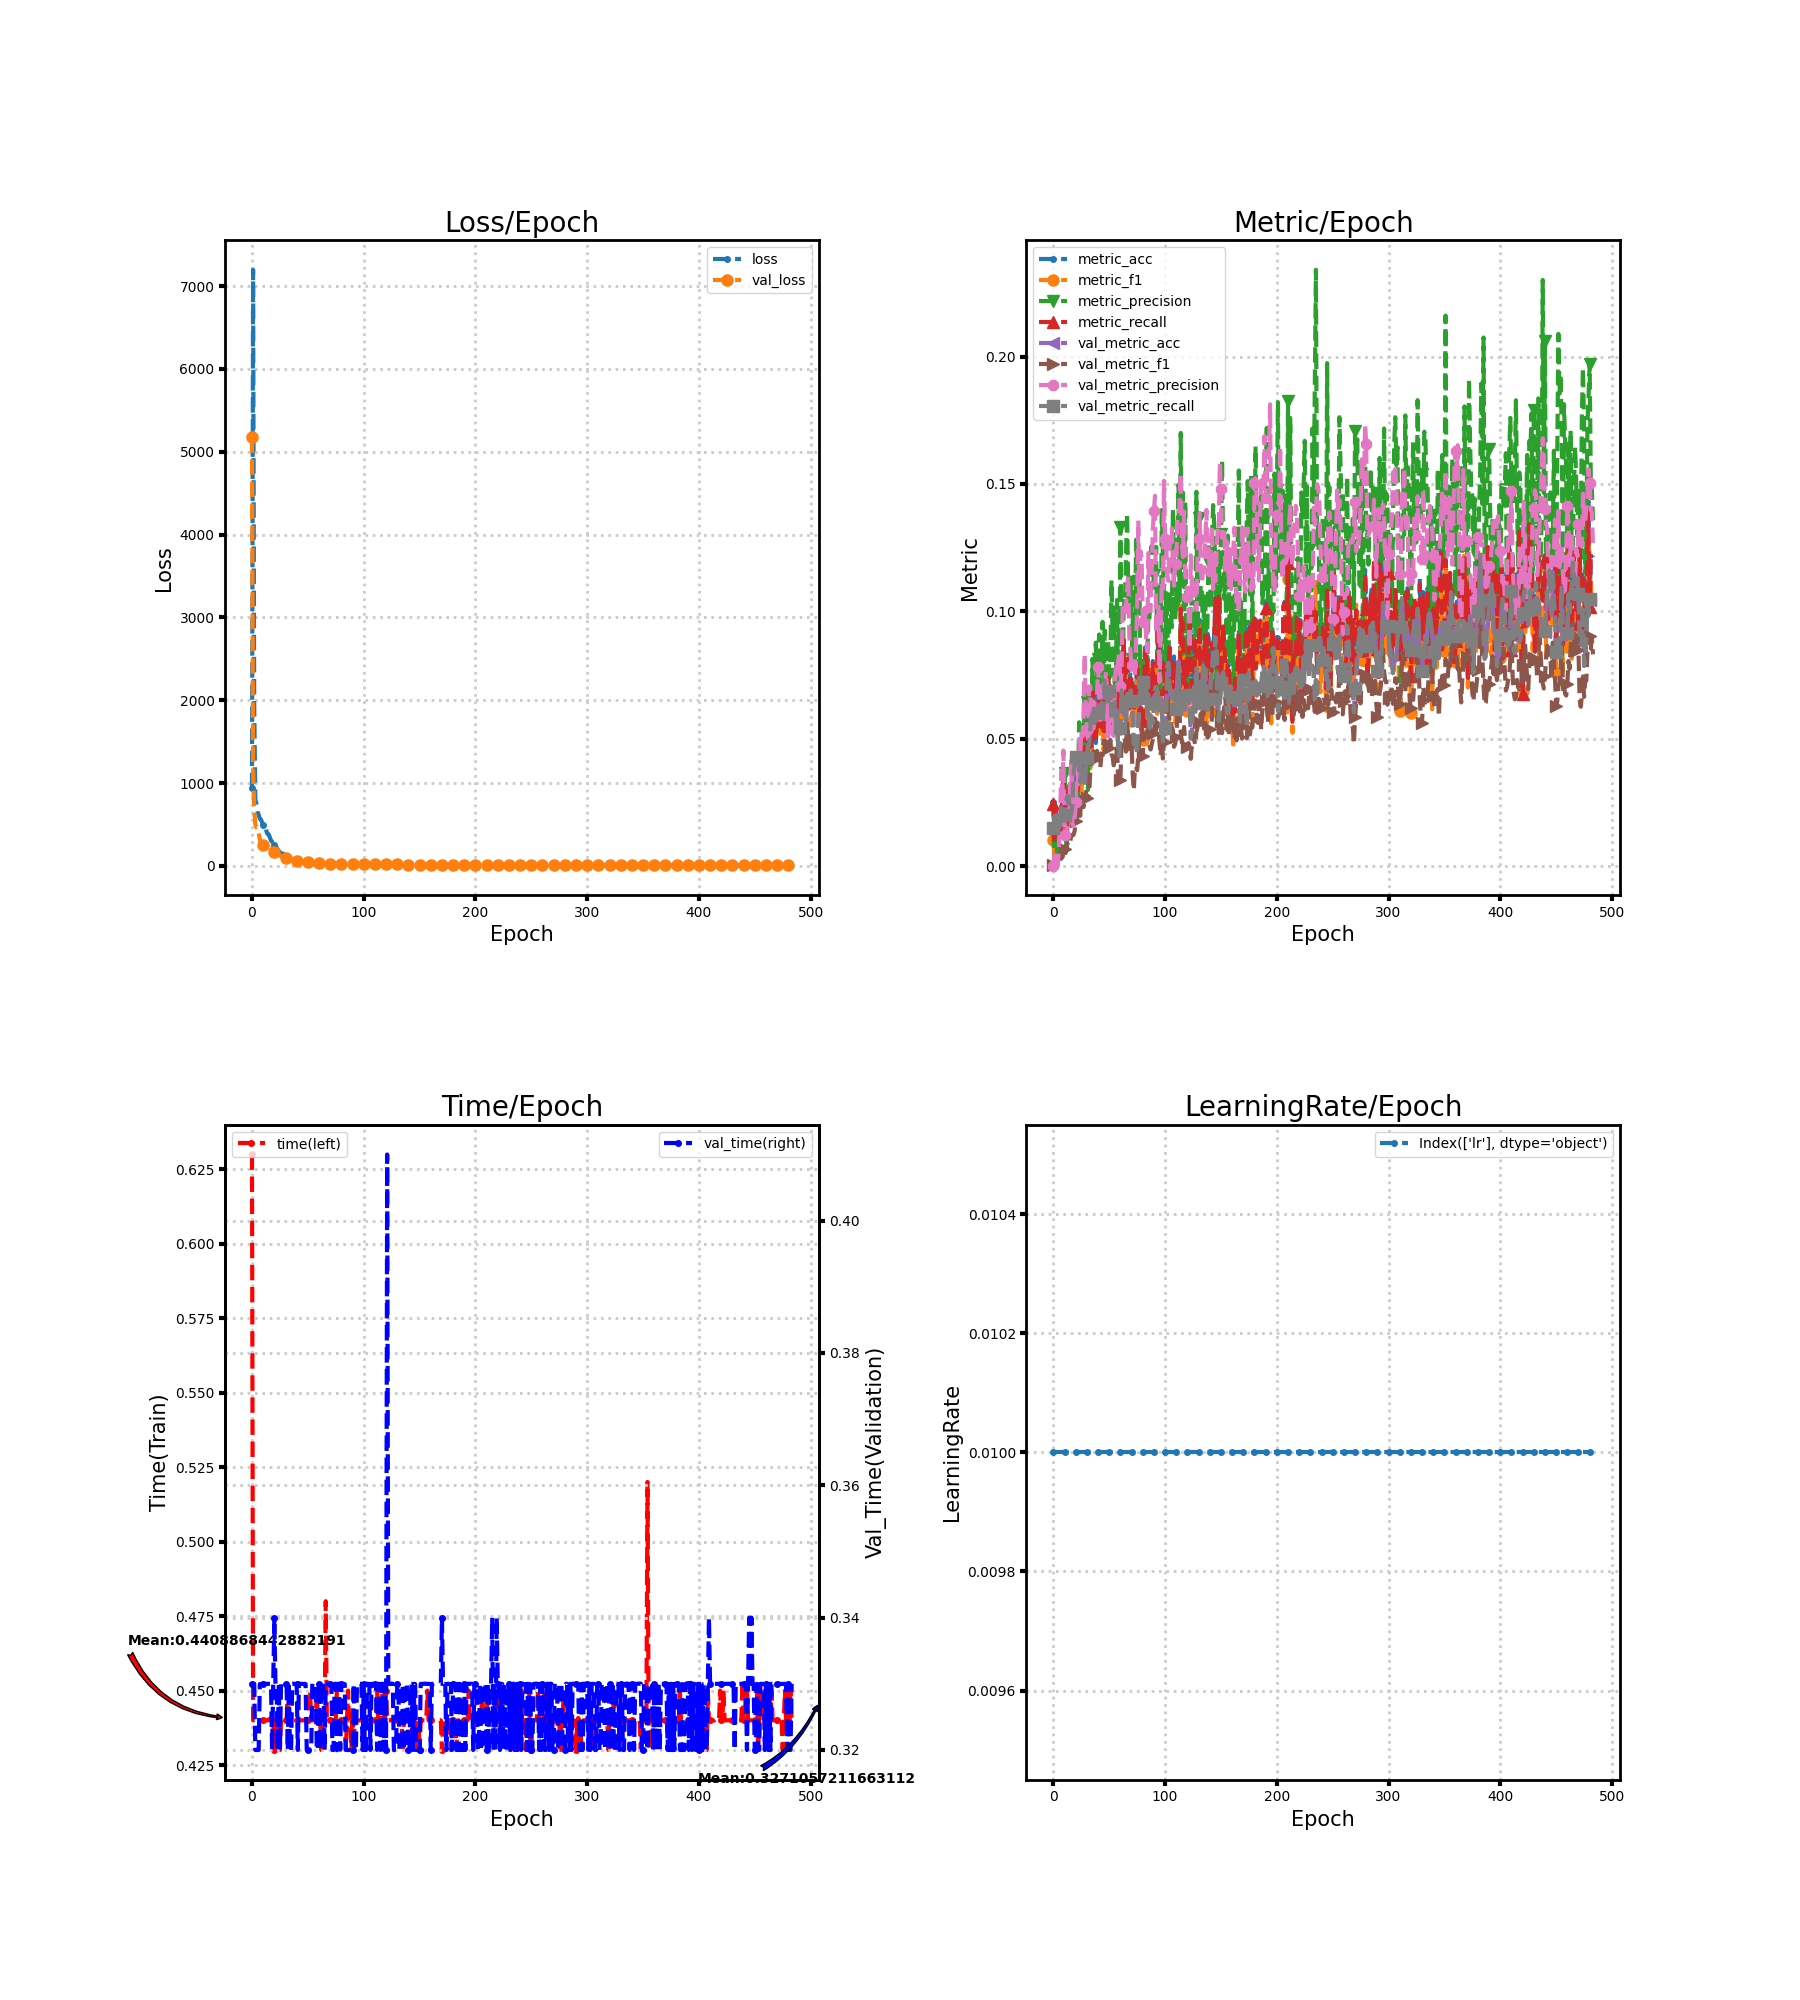 Loss/Epoch
loss
val_loss
7000
6000
5000
4000
3000
2000
1000
0
Loss
0 100 200 300 400 500
Epoch
Metric/Epoch
metric_acc
metric_f1
metric_precision
metric_recall
val_metric_acc
val_metric_f1
val_metric_precision
val_metric_recall
0.20
0.15
0.10
0.05
0.00
Metric
0 100 200 300 400 500
Epoch
Time/Epoch
time(left)
val_time(right)
0.625
0.600
0.575
0.550
0.525
0.500
0.475
0.450
0.425
Time(Train)
0.40
0.38
0.36
0.34
0.32
Val_Time(Validation)
Mean:0.4408868442882191
Mean:0.3271057211663112
0 100 200 300 400 500
Epoch
LearningRate/Epoch
Index(['lr'], dtype='object')
0.0104
0.0102
0.0100
0.0098
0.0096
LearningRate
0 100 200 300 400 500
Epoch